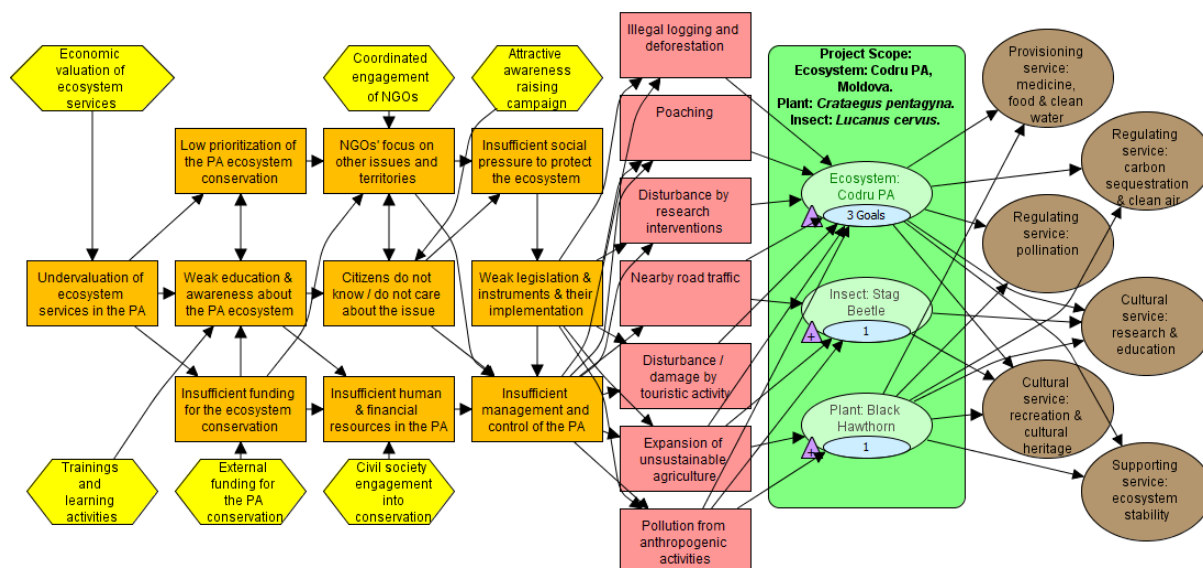 Economic
valuation of
ecosystem
services
Coordinated
engagement
of NGOs
Attractive
awareness
raising
campaign
Low prioritization of
the PA ecosystem
conservation
NGOs' focus on
other issues and
territories
Insufficient social
pressure to protect
the ecosystem
Undervaluation of
ecosystem
services in the PA
Weak education &
awareness about
the PA ecosystem
Citizens do not
know / do not care
about the issue
Weak legislation &
instruments & their
implementation
Insufficient funding
for the ecosystem
conservation
Insufficient human
& financial
resources in the PA
Insufficient
management and
control of the PA
Trainings
and
learning
activities
External
funding for
the PA
conservation
Civil society
engagement
into
conservation
Illegal logging and
deforestation
Poaching
Disturbance by
research
interventions
Nearby road traffic
Disturbance /
damage by
touristic activity
Expansion of
unsustainable
agriculture
Pollution from
anthropogenic
activities
Project Scope:
Ecosystem: Codru PA,
Moldova.
Plant: Crataegus pentagyna.
Insect: Lucanus cervus.
Ecosystem:
Codru PA
+
3 Goals
Insect: Stag
Beetle
+
1
Plant: Black
Hawthorn
+
1
Provisioning
service:
medicine,
food & clean
water
Regulating
service:
carbon
sequestration
& clean air
Regulating
service:
pollination
Cultural
service:
research &
education
Cultural
service:
recreation &
cultural
heritage
Supporting
service:
ecosystem
stability